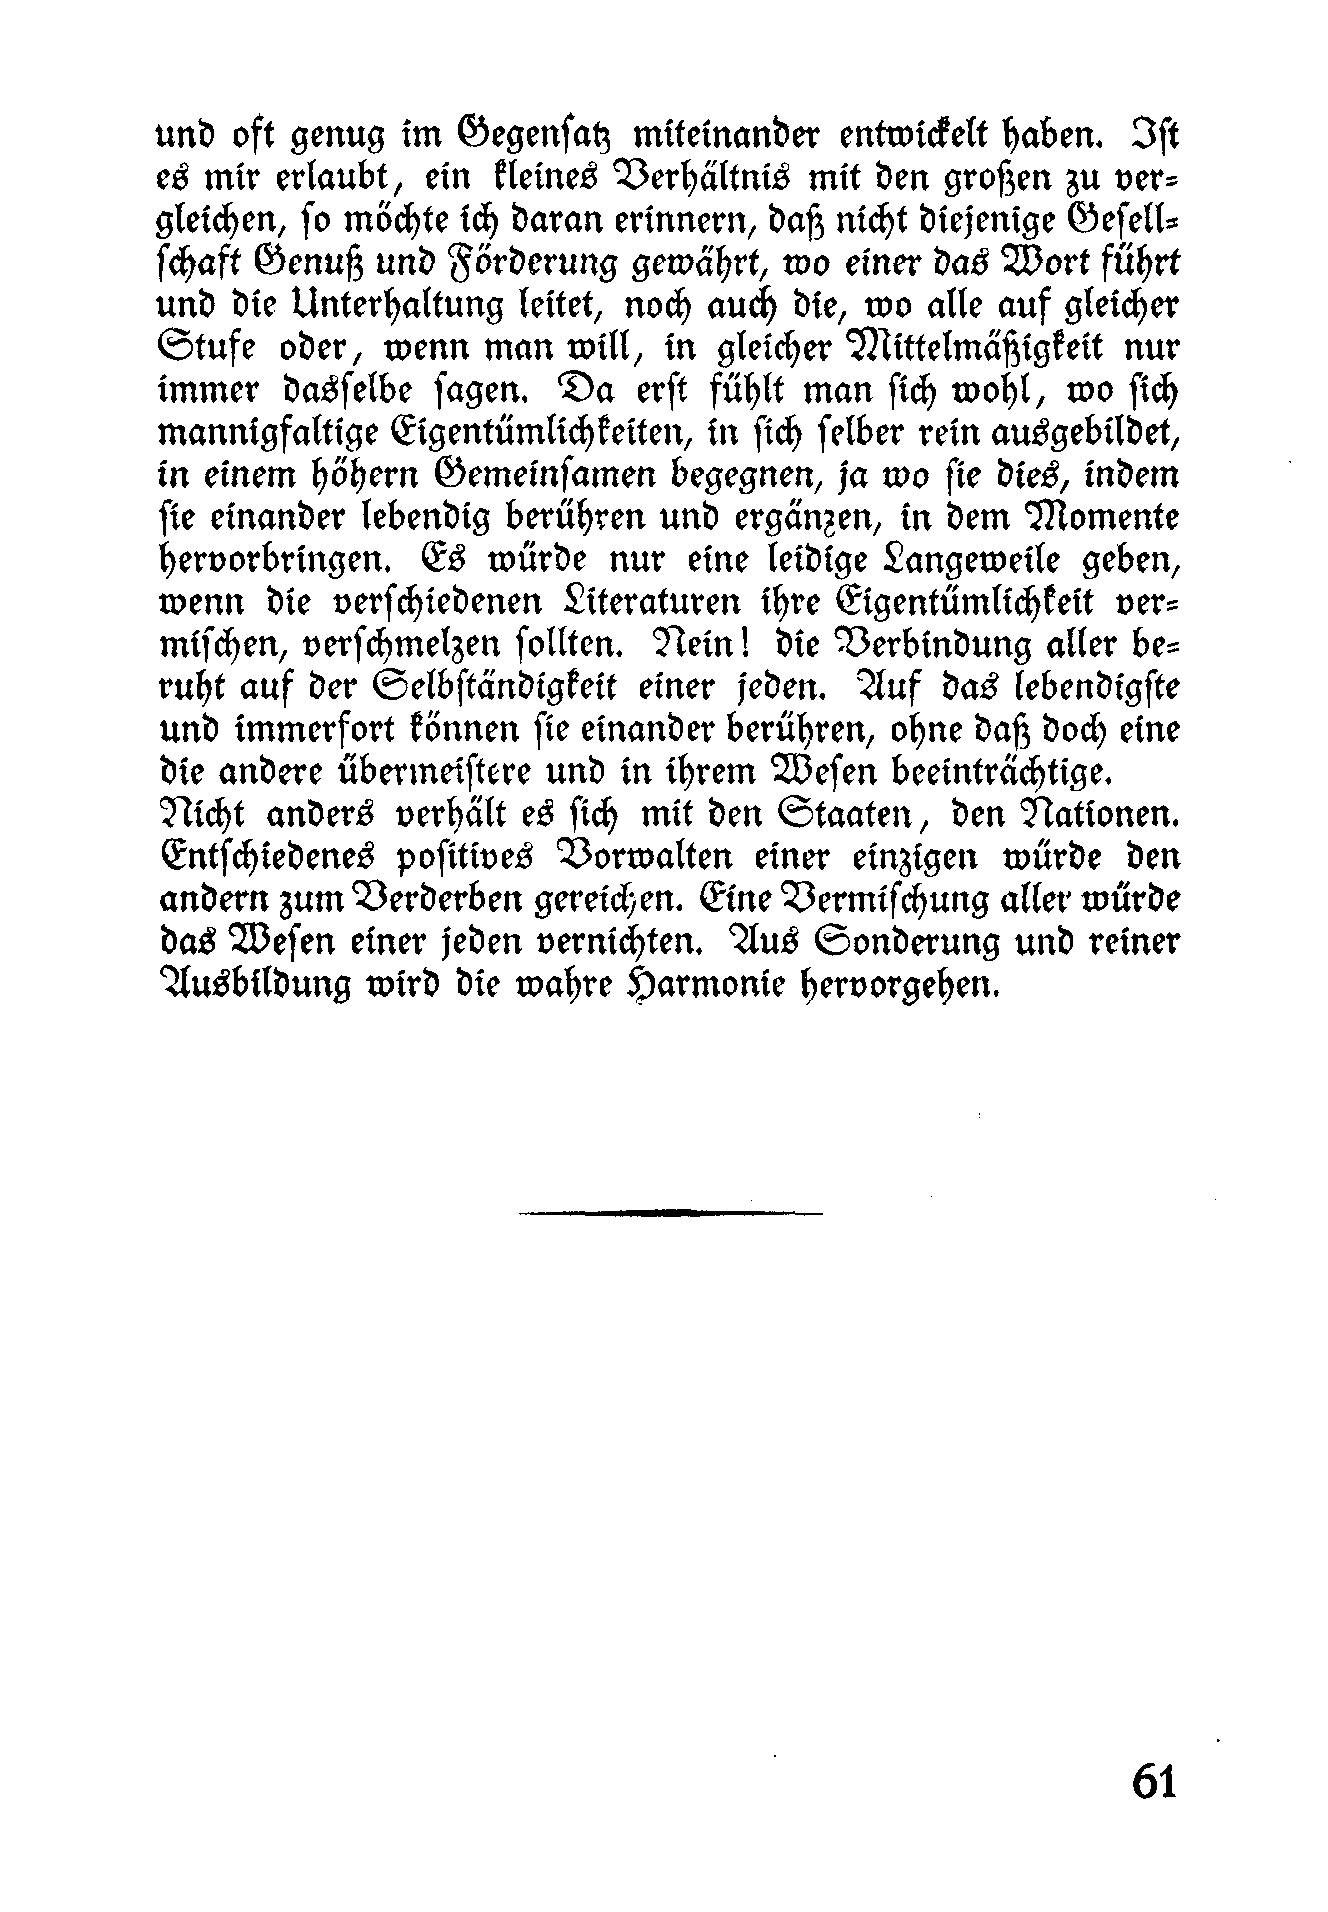 und oft genug im Gegensatz miteinander entwickelt haben. Ist
es mir erlaubt, ein kleines Verhältnis mit den großen zu ver-
gleichen, so möchte ich daran erinnern, daß nicht diejenige Gesell-
schaft Genuß und Förderung gewährt, wo einer das Wort führt
und die Unterhaltung leitet, noch auch die, wo alle auf gleicher
Stufe oder, wenn man will, in gleicher Mittelmäßigkeit nur
immer dasselbe sagen. Da erst fühlt man sich wohl, wo sich
mannigfaltige Eigentümlichkeiten, in sich selber rein ausgebildet,
in einem höhern Gemeinsamen begegnen, ja wo sie dies, indem
sie einander lebendig berühren und ergänzen, in dem Momente
hervorbringen. Es würde nur eine leidige Langeweile geben,
wenn die verschiedenen Literaturen ihre Eigentümlichkeit ver-
mischen, verschmelzen sollten. Nein! die Verbindung aller be-
ruht auf der Selbständigkeit einer jeden. Auf das lebendigste
und immerfort können sie einander berühren, ohne daß doch eine
die andere übermeistere und in ihrem Wesen beeinträchtige.
Nicht anders verhält es sich mit den Staaten, den Nationen.
Entschiedenes positives Vorwalten einer einzigen würde den
andern zum Verderben gereichen. Eine Vermischung aller würde
das Wesen einer jeden vernichten. Aus Sonderung und reiner
Ausbildung wird die wahre Harmonie hervorgehen.
61